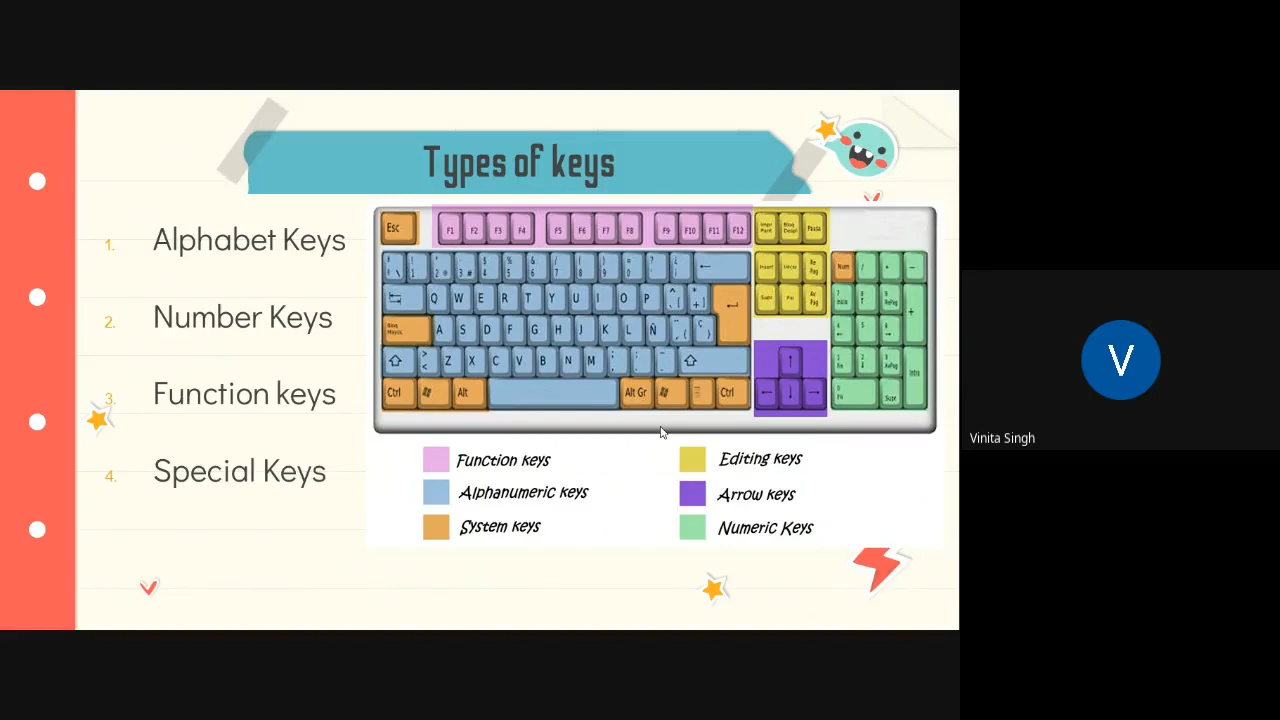 Types of keys
1. Alphabet Keys
2. Number Keys
3. Function keys
4. Special Keys
Esc F1 F2 F3 F4 F5 F6 F7 F8 F9 F10 F11 F12 Pausa
Num / * -
Q W E R T Y U I O P
A S D F G H J K L Ñ
Z X C V B N M
Ctrl Alt Alt Gr Ctrl
Function keys
Alphanumeric keys
System keys
Editing keys
Arrow keys
Numeric Keys
V
Vinita Singh